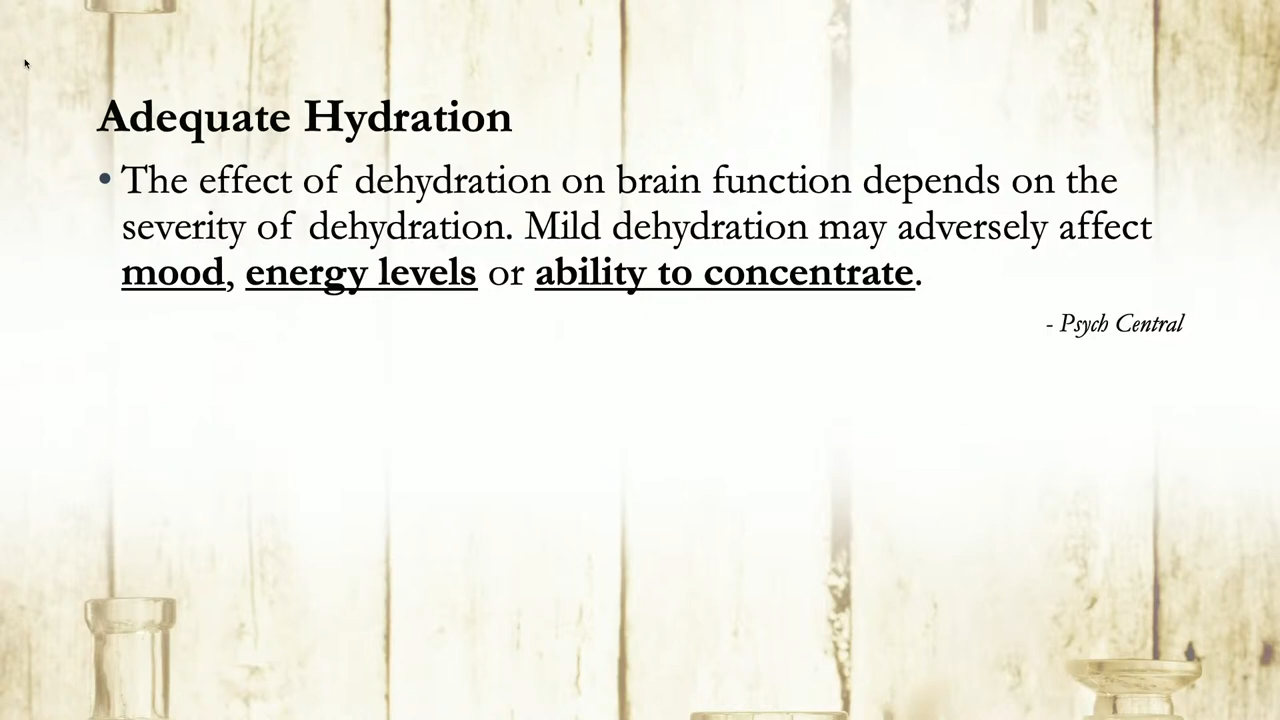 Adequate Hydration
• The effect of dehydration on brain function depends on the
severity of dehydration. Mild dehydration may adversely affect
mood, energy levels or ability to concentrate.
- Psych Central